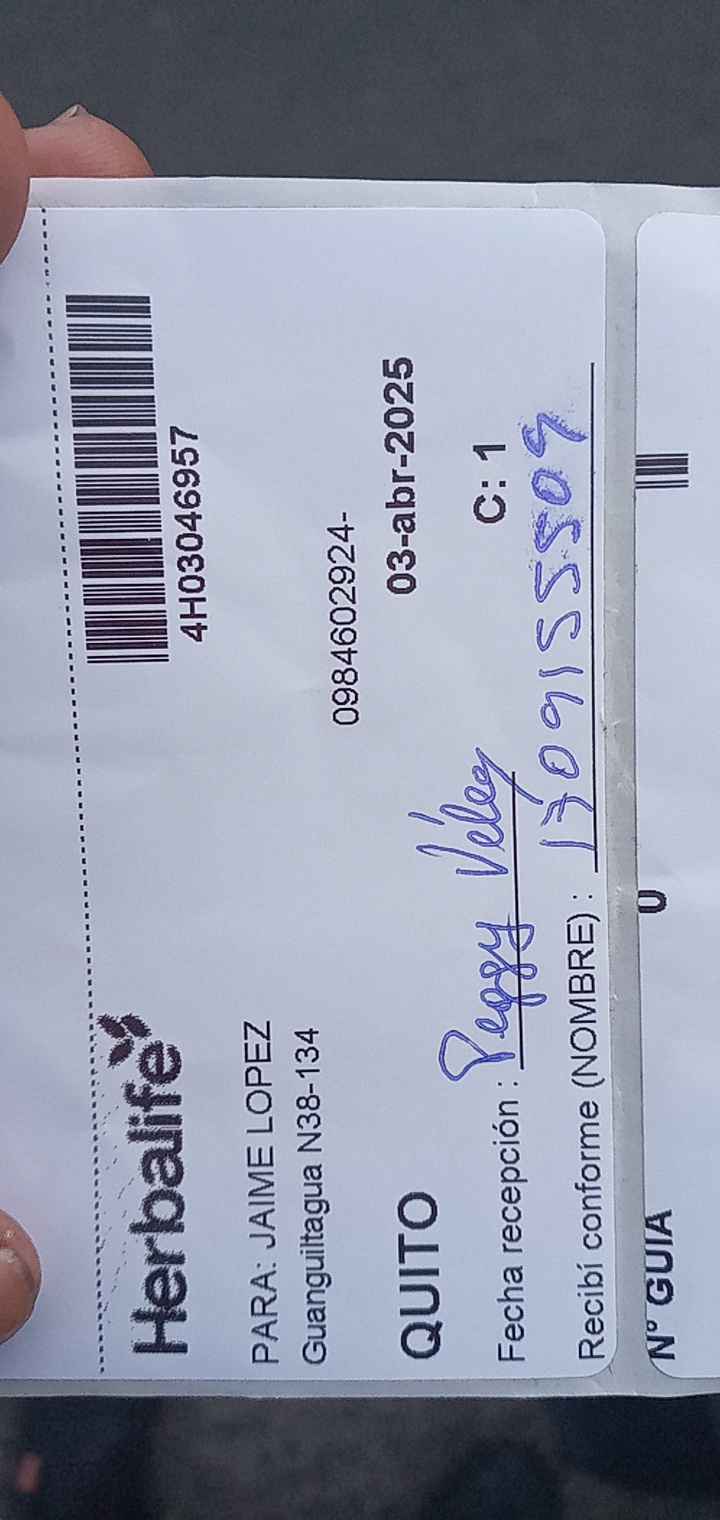 Herbalife
4H03046957
PARA: JAIME LOPEZ
Guanguiltagua N38-134
0984602924-
QUITO
03-abr-2025
C: 1
Fecha recepción : Peggy Vélez
Recibí conforme (NOMBRE) : 1709155509
Nº GUIA